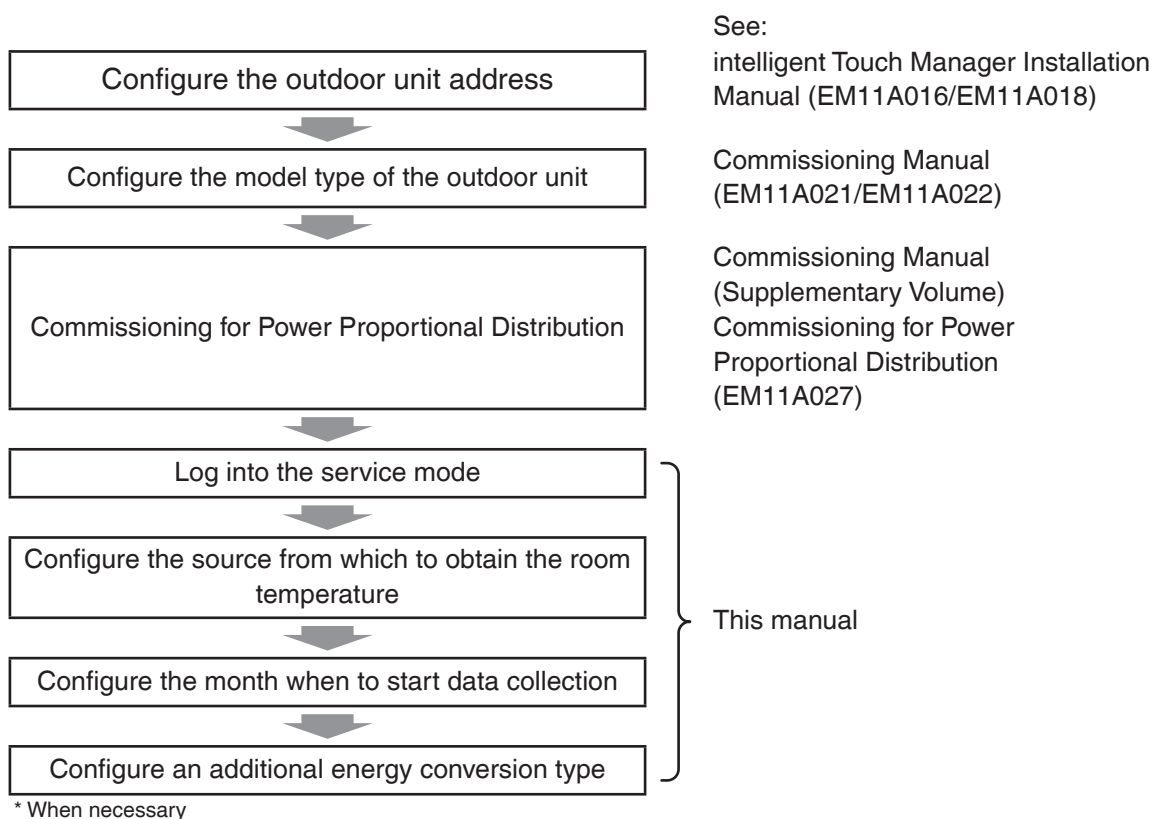 See:
intelligent Touch Manager Installation
Manual (EM11A016/EM11A018)
Configure the outdoor unit address
Configure the model type of the outdoor unit
Commissioning Manual
(EM11A021/EM11A022)
Commissioning for Power Proportional Distribution
Commissioning Manual
(Supplementary Volume)
Commissioning for Power
Proportional Distribution
(EM11A027)
Log into the service mode
Configure the source from which to obtain the room
temperature
Configure the month when to start data collection
Configure an additional energy conversion type
This manual
* When necessary